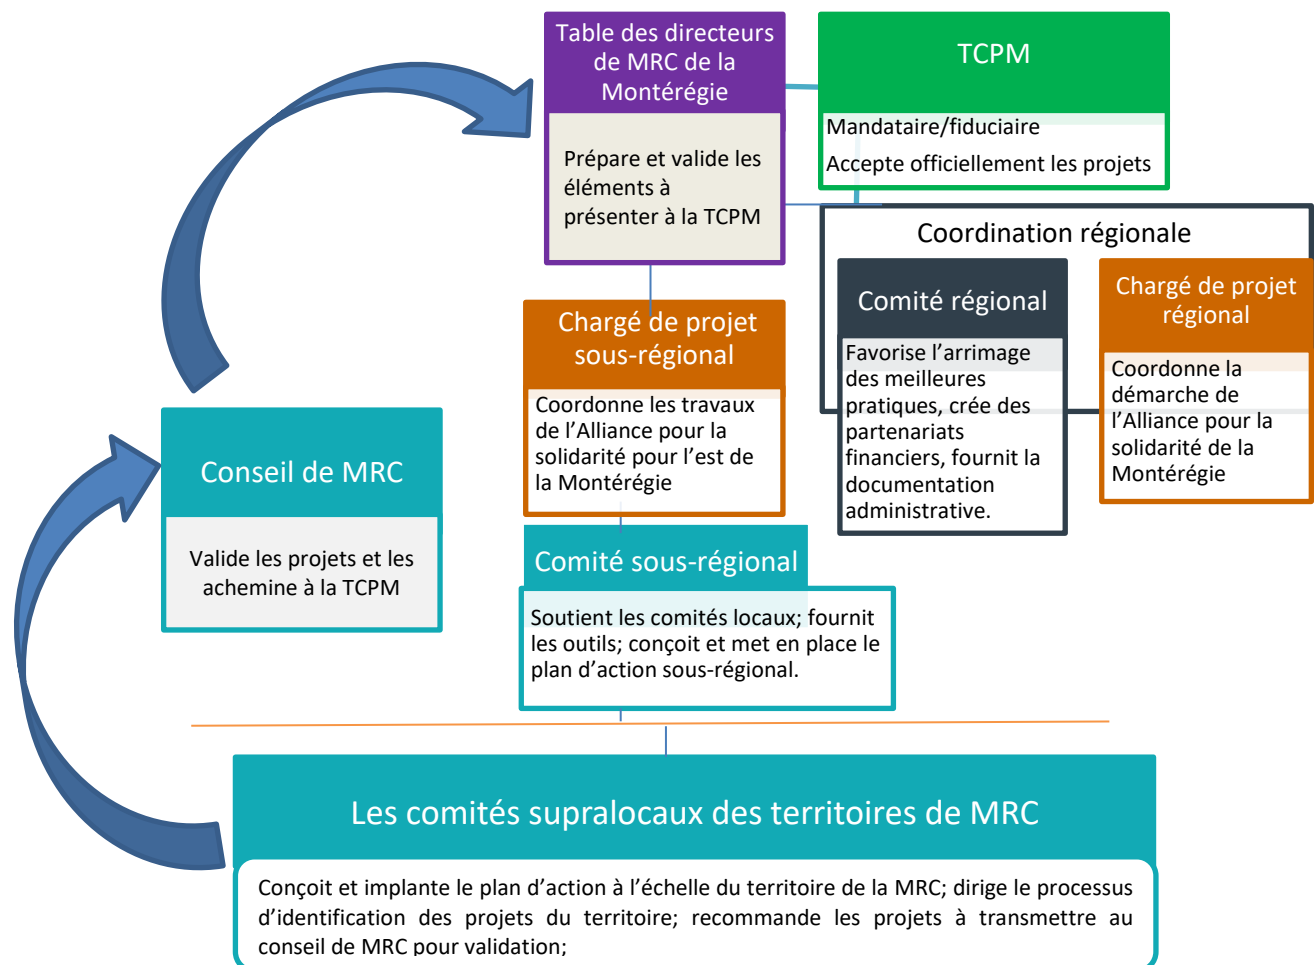 Table des directeurs
de MRC de la
Montérégie
Prépare et valide les
éléments à
présenter à la TCPM
TCPM
Mandataire/fiduciaire
Accepte officiellement les projets
Coordination régionale
Comité régional
Favorise l’arrimage
des meilleures
pratiques, crée des
partenariats
financiers, fournit la
documentation
administrative.
Chargé de projet
régional
Coordonne la
démarche de
l’Alliance pour la
solidarité de la
Montérégie
Chargé de projet
sous-régional
Coordonne les travaux
de l’Alliance pour la
solidarité pour l’est de
la Montérégie
Conseil de MRC
Valide les projets et les
achemine à la TCPM
Comité sous-régional
Soutient les comités locaux; fournit
les outils; conçoit et met en place le
plan d’action sous-régional.
Les comités supralocaux des territoires de MRC
Conçoit et implante le plan d’action à l’échelle du territoire de la MRC; dirige le processus
d’identification des projets du territoire; recommande les projets à transmettre au
conseil de MRC pour validation;